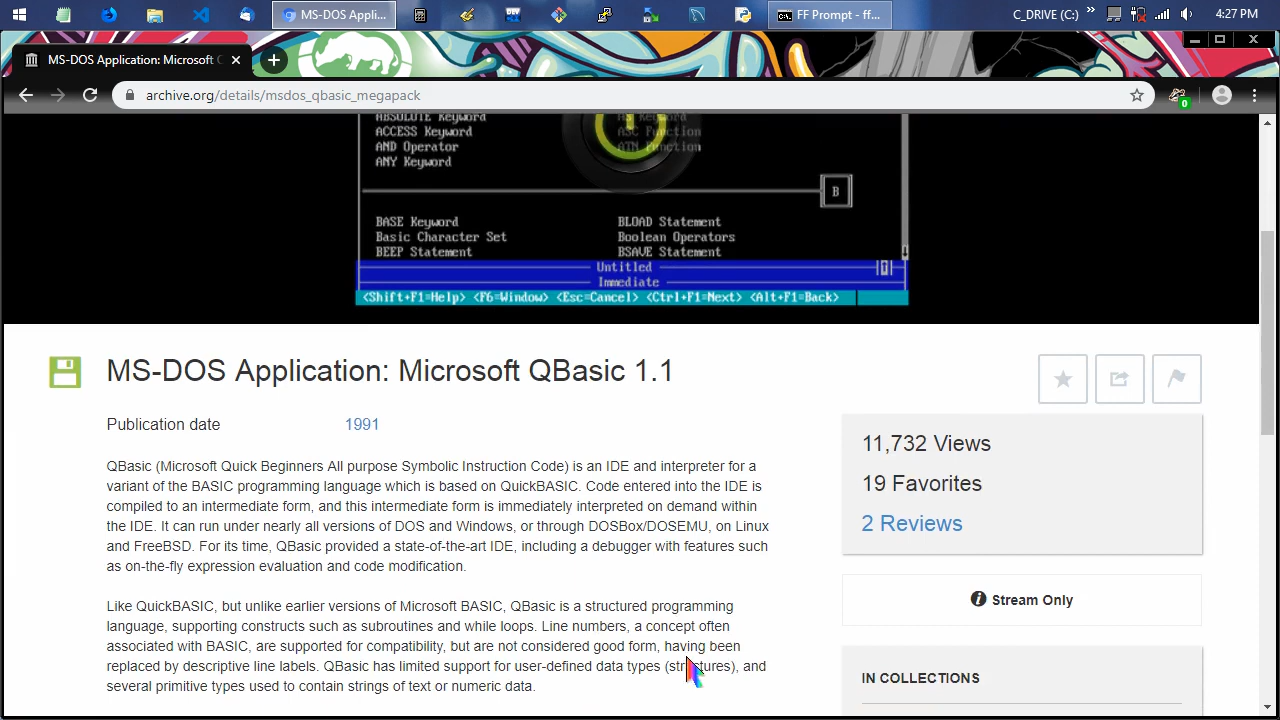 MS-DOS Appli...
FF Prompt - ff...
C_DRIVE (C:)
4:27 PM
MS-DOS Application: Microsoft
archive.org/details/msdos_qbasic_megapack
0
ABSOLUTE Keyword
AS Keyword
ACCESS Keyword
ASC Function
AND Operator
ATN Function
ANY Keyword
B
BASE Keyword
BLOAD Statement
Basic Character Set
Boolean Operators
BEEP Statement
BSAVE Statement
Untitled
Immediate
<Shift+F1=Help> <F6=Window> <Esc=Cancel> <Ctrl+F1=Next> <Alt+F1=Back>
MS-DOS Application: Microsoft QBasic 1.1
Publication date 1991
QBasic (Microsoft Quick Beginners All purpose Symbolic Instruction Code) is an IDE and interpreter for a
variant of the BASIC programming language which is based on QuickBASIC. Code entered into the IDE is
compiled to an intermediate form, and this intermediate form is immediately interpreted on demand within
the IDE. It can run under nearly all versions of DOS and Windows, or through DOSBox/DOSEMU, on Linux
and FreeBSD. For its time, QBasic provided a state-of-the-art IDE, including a debugger with features such
as on-the-fly expression evaluation and code modification.
Like QuickBASIC, but unlike earlier versions of Microsoft BASIC, QBasic is a structured programming
language, supporting constructs such as subroutines and while loops. Line numbers, a concept often
associated with BASIC, are supported for compatibility, but are not considered good form, having been
replaced by descriptive line labels. QBasic has limited support for user-defined data types (structures), and
several primitive types used to contain strings of text or numeric data.
11,732 Views
19 Favorites
2 Reviews
Stream Only
IN COLLECTIONS